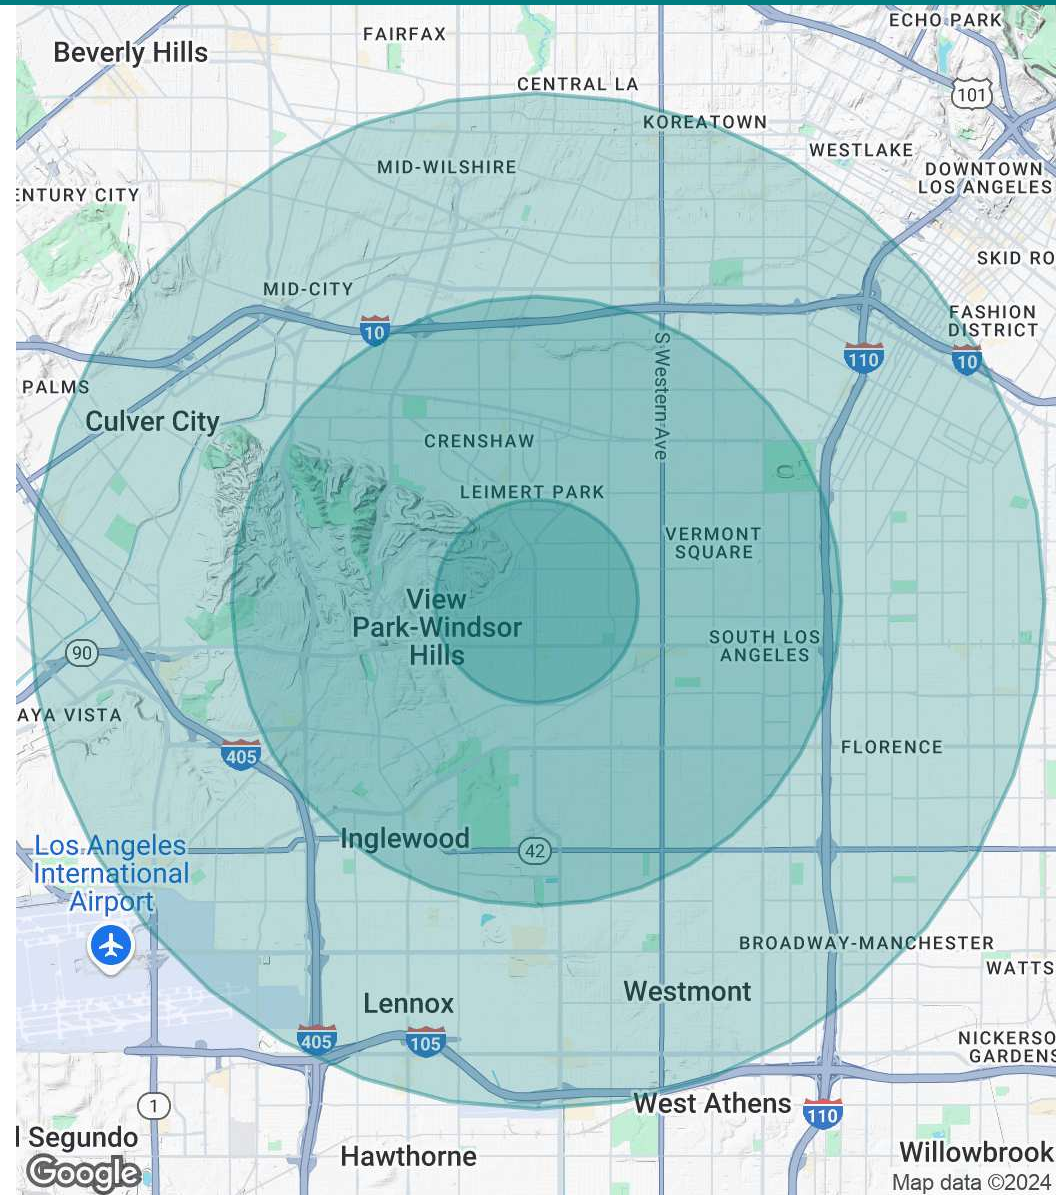 ECHO PARK
FAIRFAX
Beverly Hills
CENTRAL LA
101
KOREATOWN
WESTLAKE
MID-WILSHIRE
DOWNTOWN
LOS ANGELES
ENTURY CITY
SKID RO
MID-CITY
FASHION
DISTRICT
10
110
10
S Western Ave
PALMS
Culver City
CRENSHAW
LEIMERT PARK
VERMONT
SQUARE
View
Park-Windsor
Hills
SOUTH LOS
ANGELES
90
AYA VISTA
405
FLORENCE
Inglewood
42
Los Angeles
International
Airport
BROADWAY-MANCHESTER
WATTS
Westmont
Lennox
405
105
NICKERSO
GARDENS
1
West Athens
110
l Segundo
Hawthorne
Willowbrook
Google
Map data ©2024